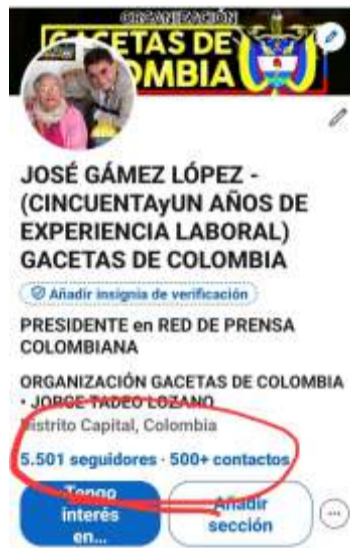 ORGANIZACIÓN
GACETAS DE
OMBIA
JOSÉ GÁMEZ LÓPEZ -
(CINCUENTAyUN AÑOS DE
EXPERIENCIA LABORAL)
GACETAS DE COLOMBIA
Añadir insignia de verificación
PRESIDENTE en RED DE PRENSA
COLOMBIANA
ORGANIZACIÓN GACETAS DE COLOMBIA
• JORGE TADEO LOZANO
Distrito Capital, Colombia
5.501 seguidores · 500+ contactos
Tengo
interés
en...
Añadir
sección